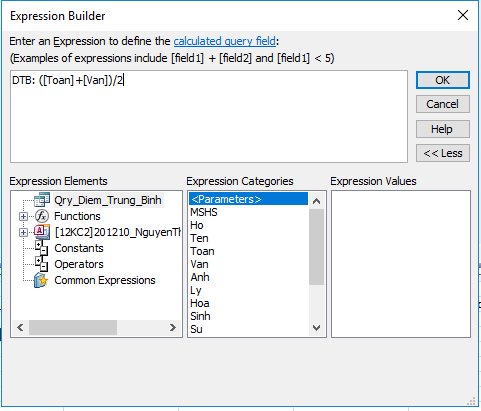 Expression Builder
Enter an Expression to define the calculated query field:
(Examples of expressions include [field1] + [field2] and [field1] < 5)
DTB: ([Toan]+[Van])/2
OK
Cancel
Help
<< Less
Expression Elements
Expression Categories
Expression Values
Qry_Diem_Trung_Binh
Functions
[12KC2]201210_NguyenTh
Constants
Operators
Common Expressions
<Parameters>
MSHS
Ho
Ten
Toan
Van
Anh
Ly
Hoa
Sinh
Su